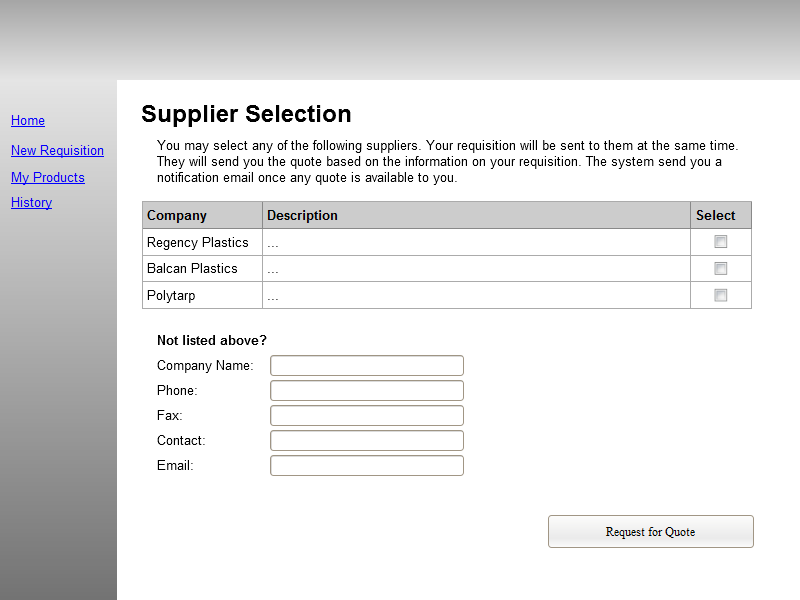 Home
New Requisition
My Products
History
Supplier Selection
You may select any of the following suppliers. Your requisition will be sent to them at the same time.
They will send you the quote based on the information on your requisition. The system send you a
notification email once any quote is available to you.
Company Description Select
Regency Plastics ...
Balcan Plastics ...
Polytarp ...
Not listed above?
Company Name:
Phone:
Fax:
Contact:
Email:
Request for Quote